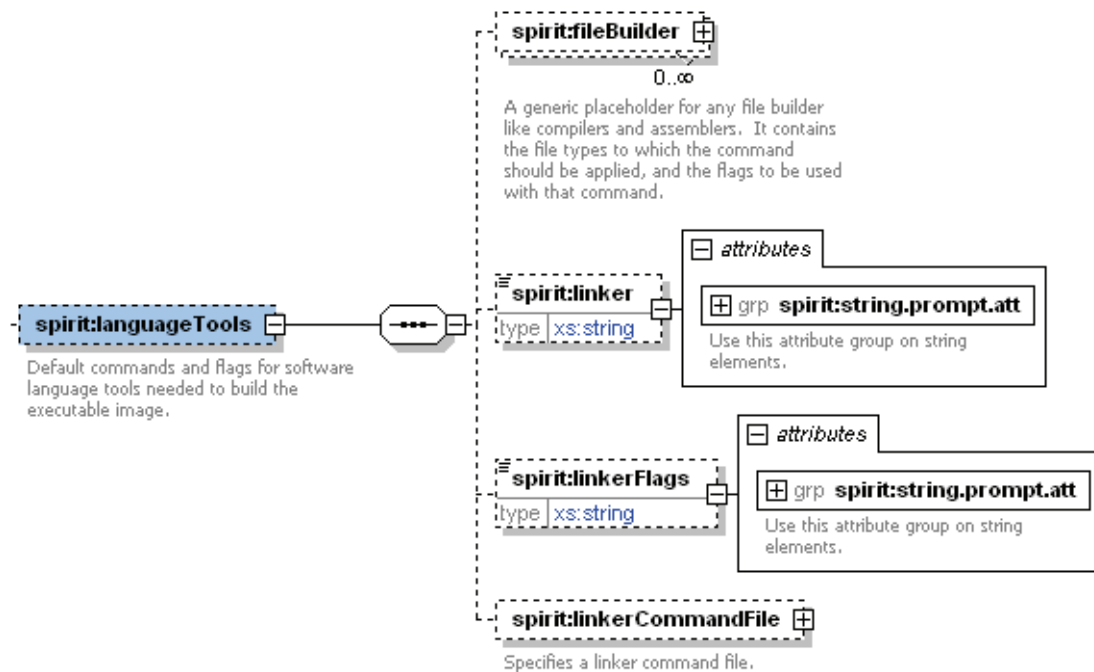 spirit:fileBuilder
0..∞
A generic placeholder for any file builder
like compilers and assemblers. It contains
the file types to which the command
should be applied, and the flags to be used
with that command.
attributes
spirit:linker
type xs:string
grp spirit:string.prompt.att
Use this attribute group on string
elements.
spirit:languageTools
Default commands and flags for software
language tools needed to build the
executable image.
attributes
spirit:linkerFlags
type xs:string
grp spirit:string.prompt.att
Use this attribute group on string
elements.
spirit:linkerCommandFile
Specifies a linker command file.